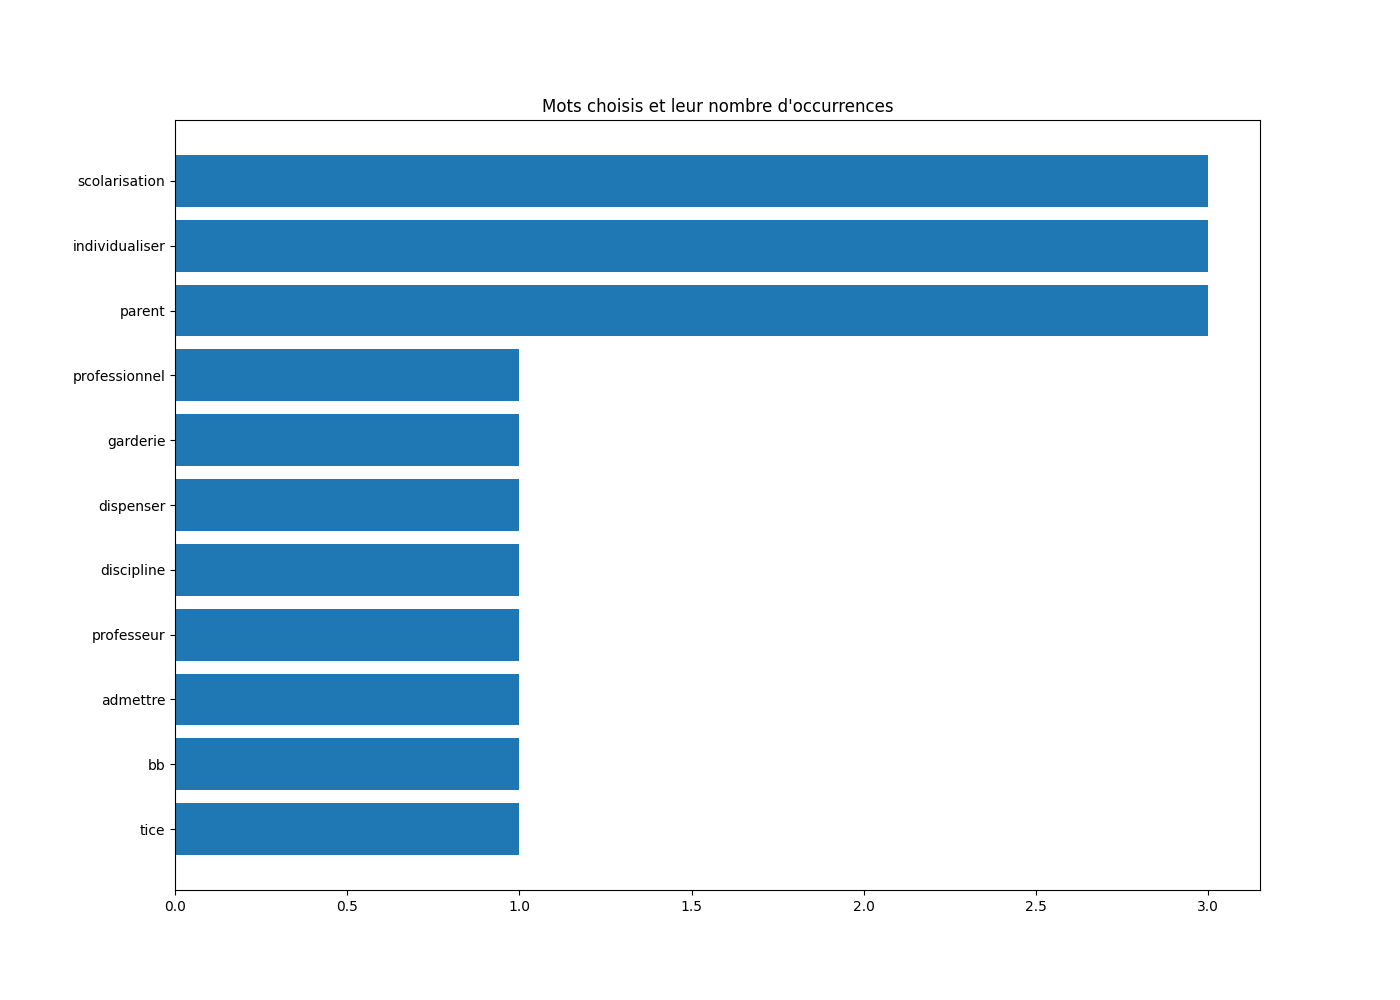 Mots choisis et leur nombre d'occurrences
scolarisation
individualiser
parent
professionnel
garderie
dispenser
discipline
professeur
admettre
bb
tice
0.0 0.5 1.0 1.5 2.0 2.5 3.0